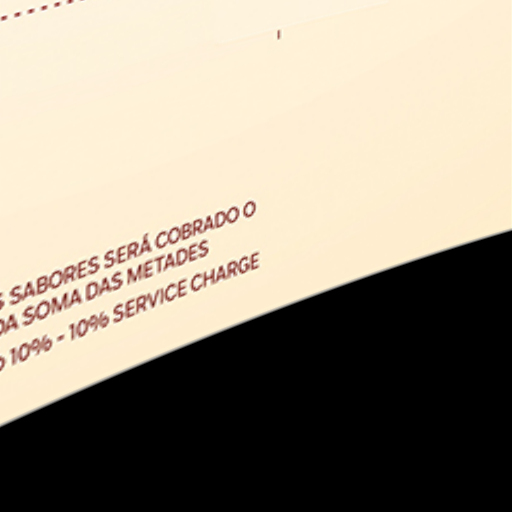 SABORES SERÁ COBRADO O
DA SOMA DAS METADES
10% - 10% SERVICE CHARGE